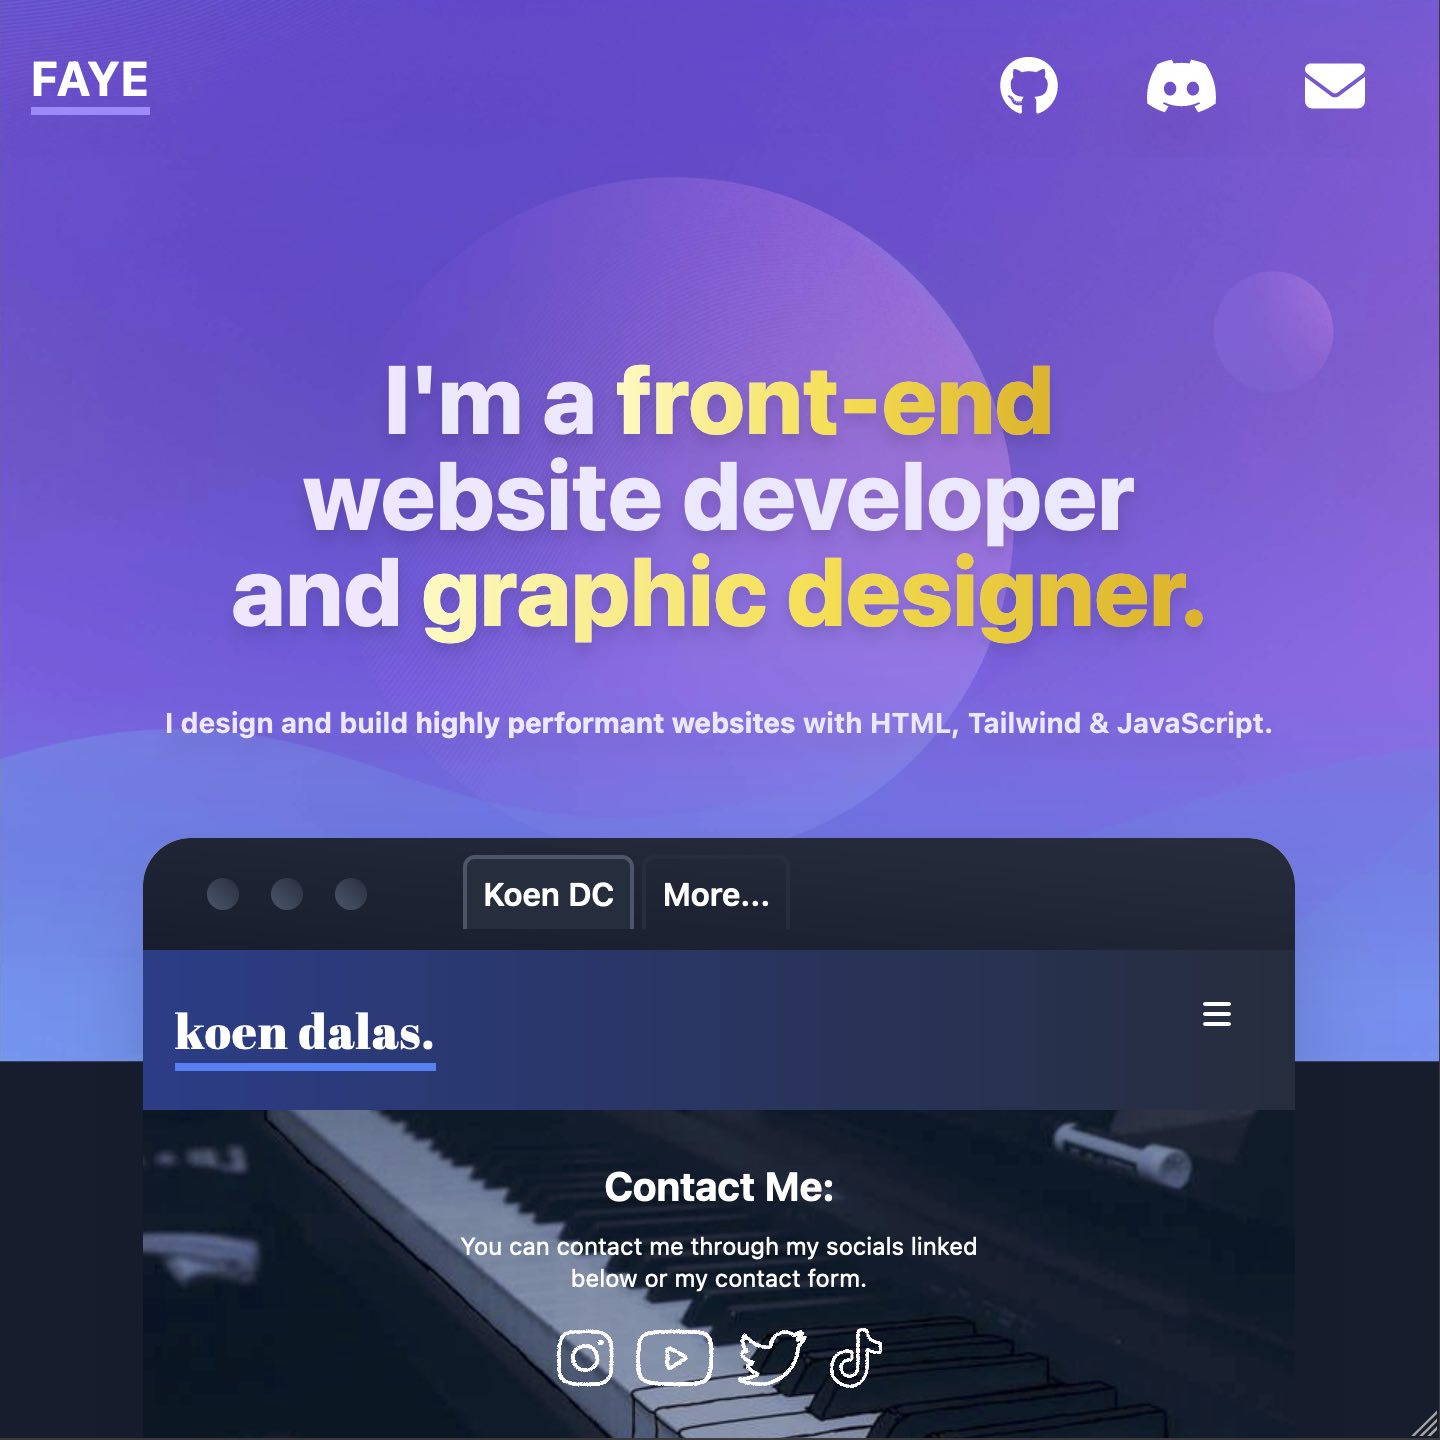 FAYE
I'm a front-end
website developer
and graphic designer.
I design and build highly performant websites with HTML, Tailwind & JavaScript.
Koen DC
More...
koen dalas.
Contact Me:
You can contact me through my socials linked
below or my contact form.